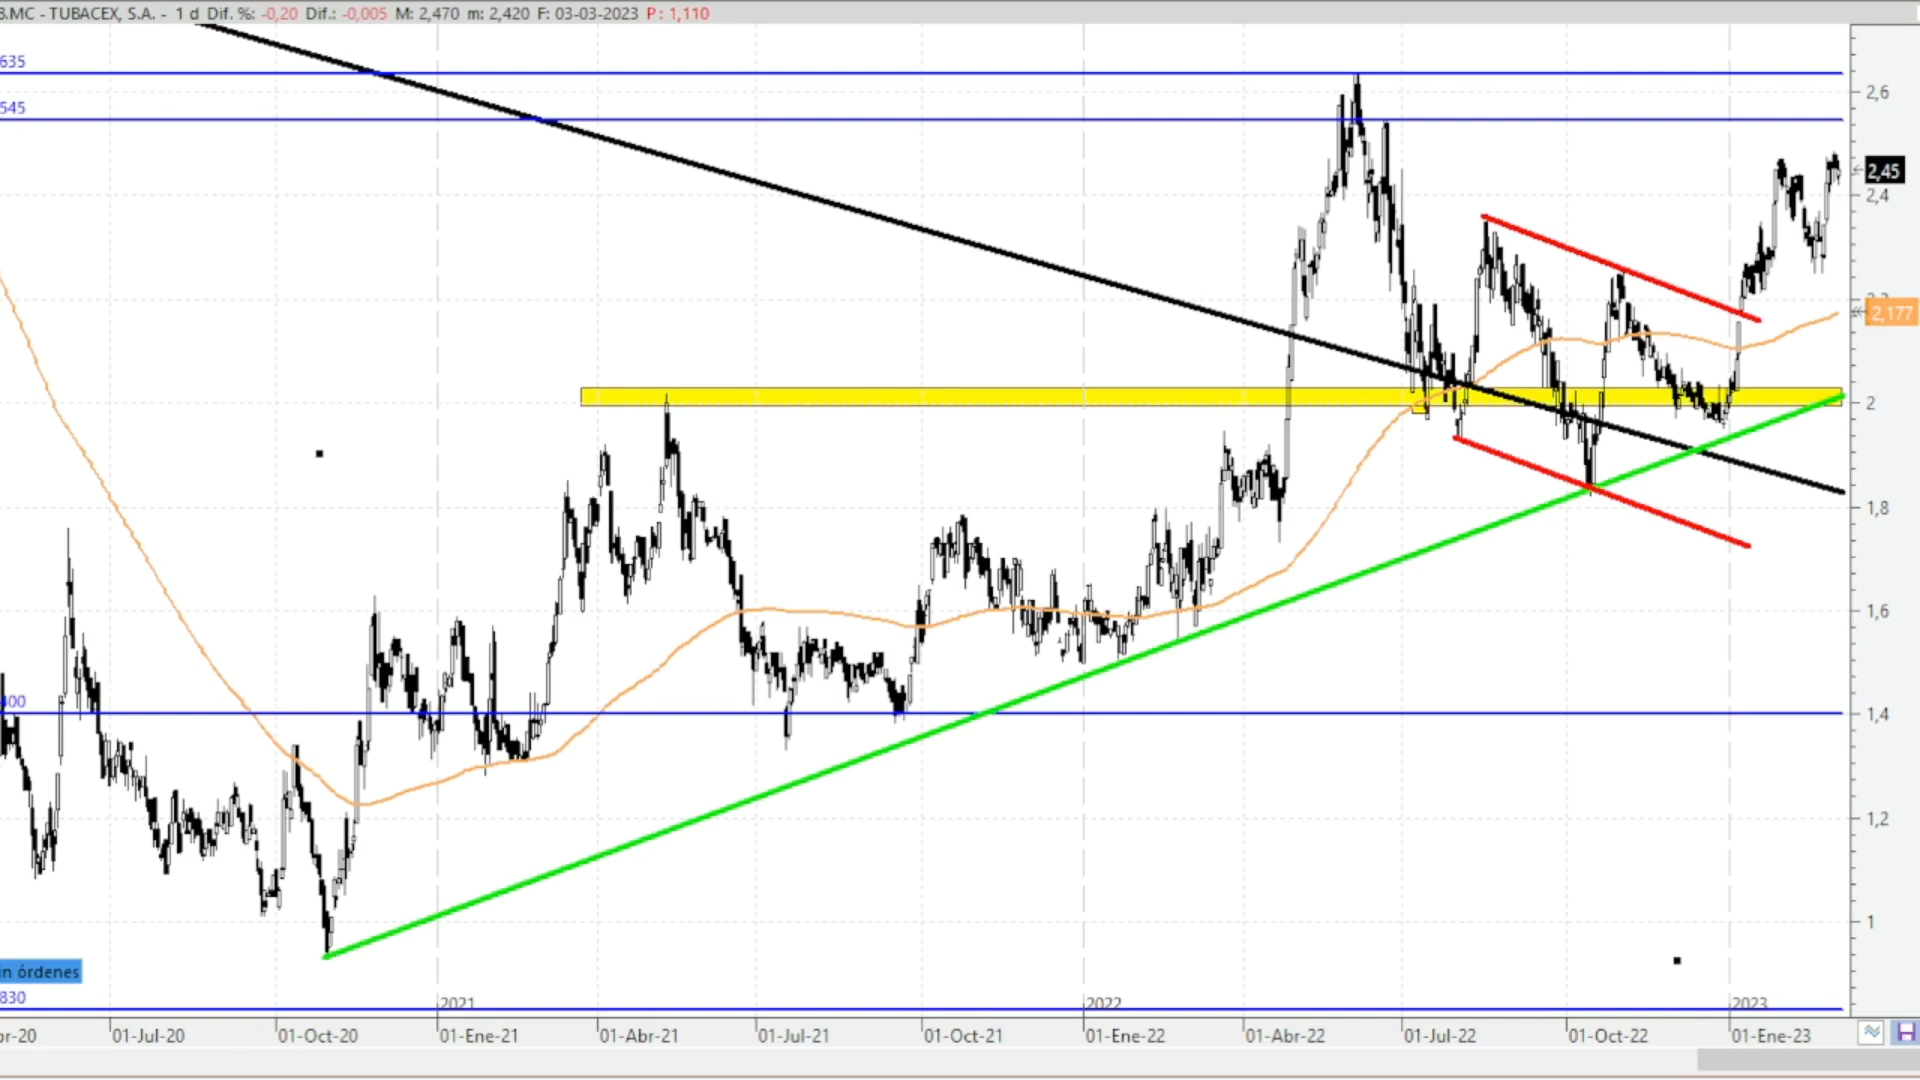 B.MC - TUBACEX, S.A. - 1 d Dif. %: -0,20 Dif.: -0,005 M: 2,470 m: 2,420 F: 03-03-2023 P: 1,110
635
545
2,6
2,45
2,4
2,177
2
1,8
1,6
400
1,4
1,2
1
in órdenes
830
2021
2022
2023
pr-20
01-Jul-20
01-Oct-20
01-Ene-21
01-Abr-21
01-Jul-21
01-Oct-21
01-Ene-22
01-Abr-22
01-Jul-22
01-Oct-22
01-Ene-23